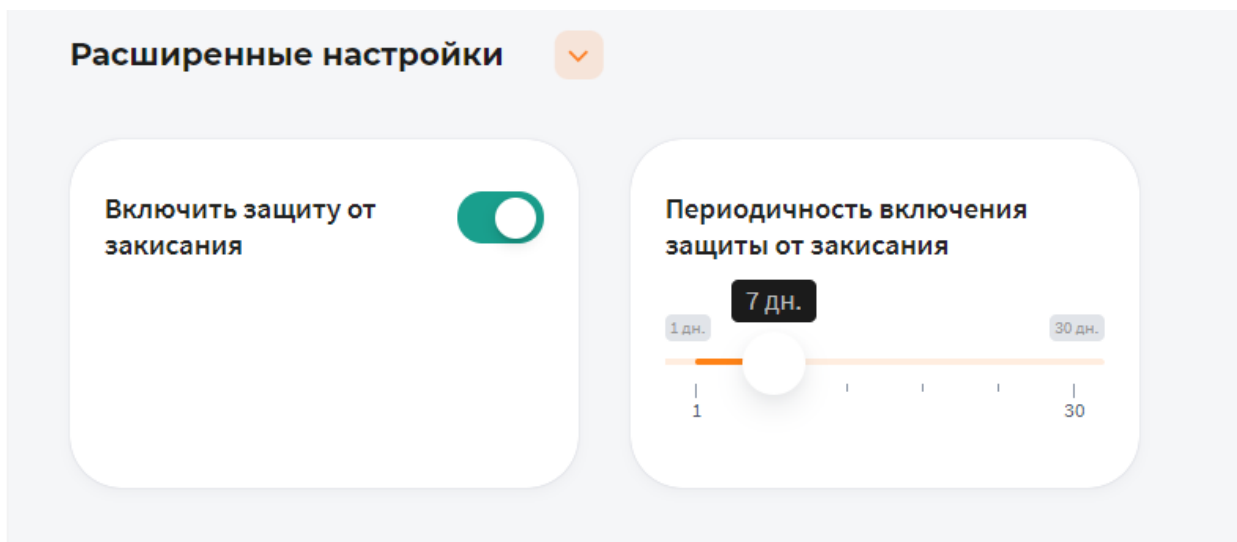 Расширенные настройки
Включить защиту от
закисания
Периодичность включения
защиты от закисания
7 дн.
1 дн.
30 дн.
1
30